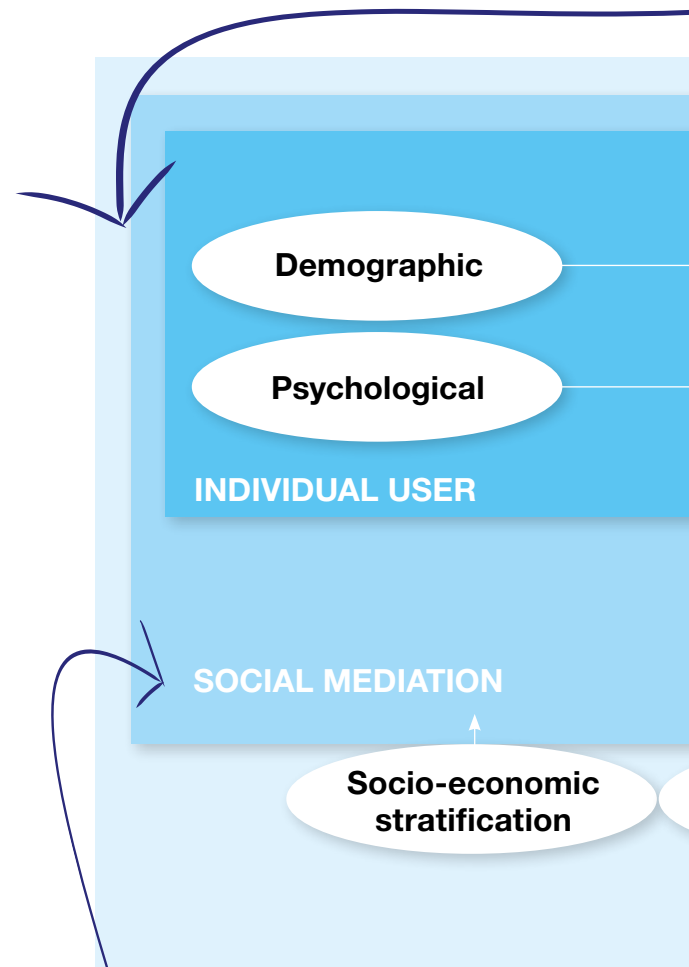 Demographic
Psychological
INDIVIDUAL USER
SOCIAL MEDIATION
Socio-economic
stratification